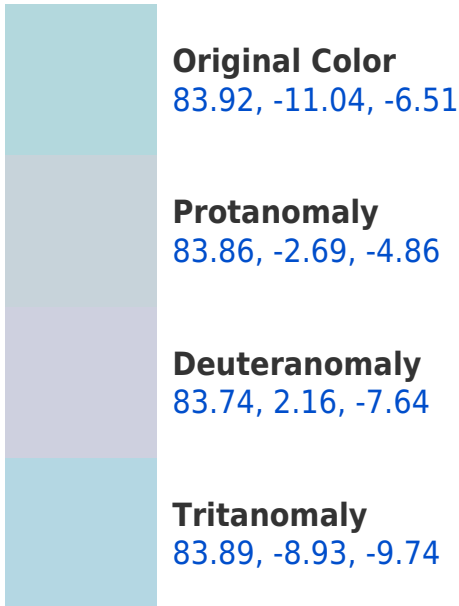 Original Color
83.92, -11.04, -6.51
Protanomaly
83.86, -2.69, -4.86
Deuteranomaly
83.74, 2.16, -7.64
Tritanomaly
83.89, -8.93, -9.74